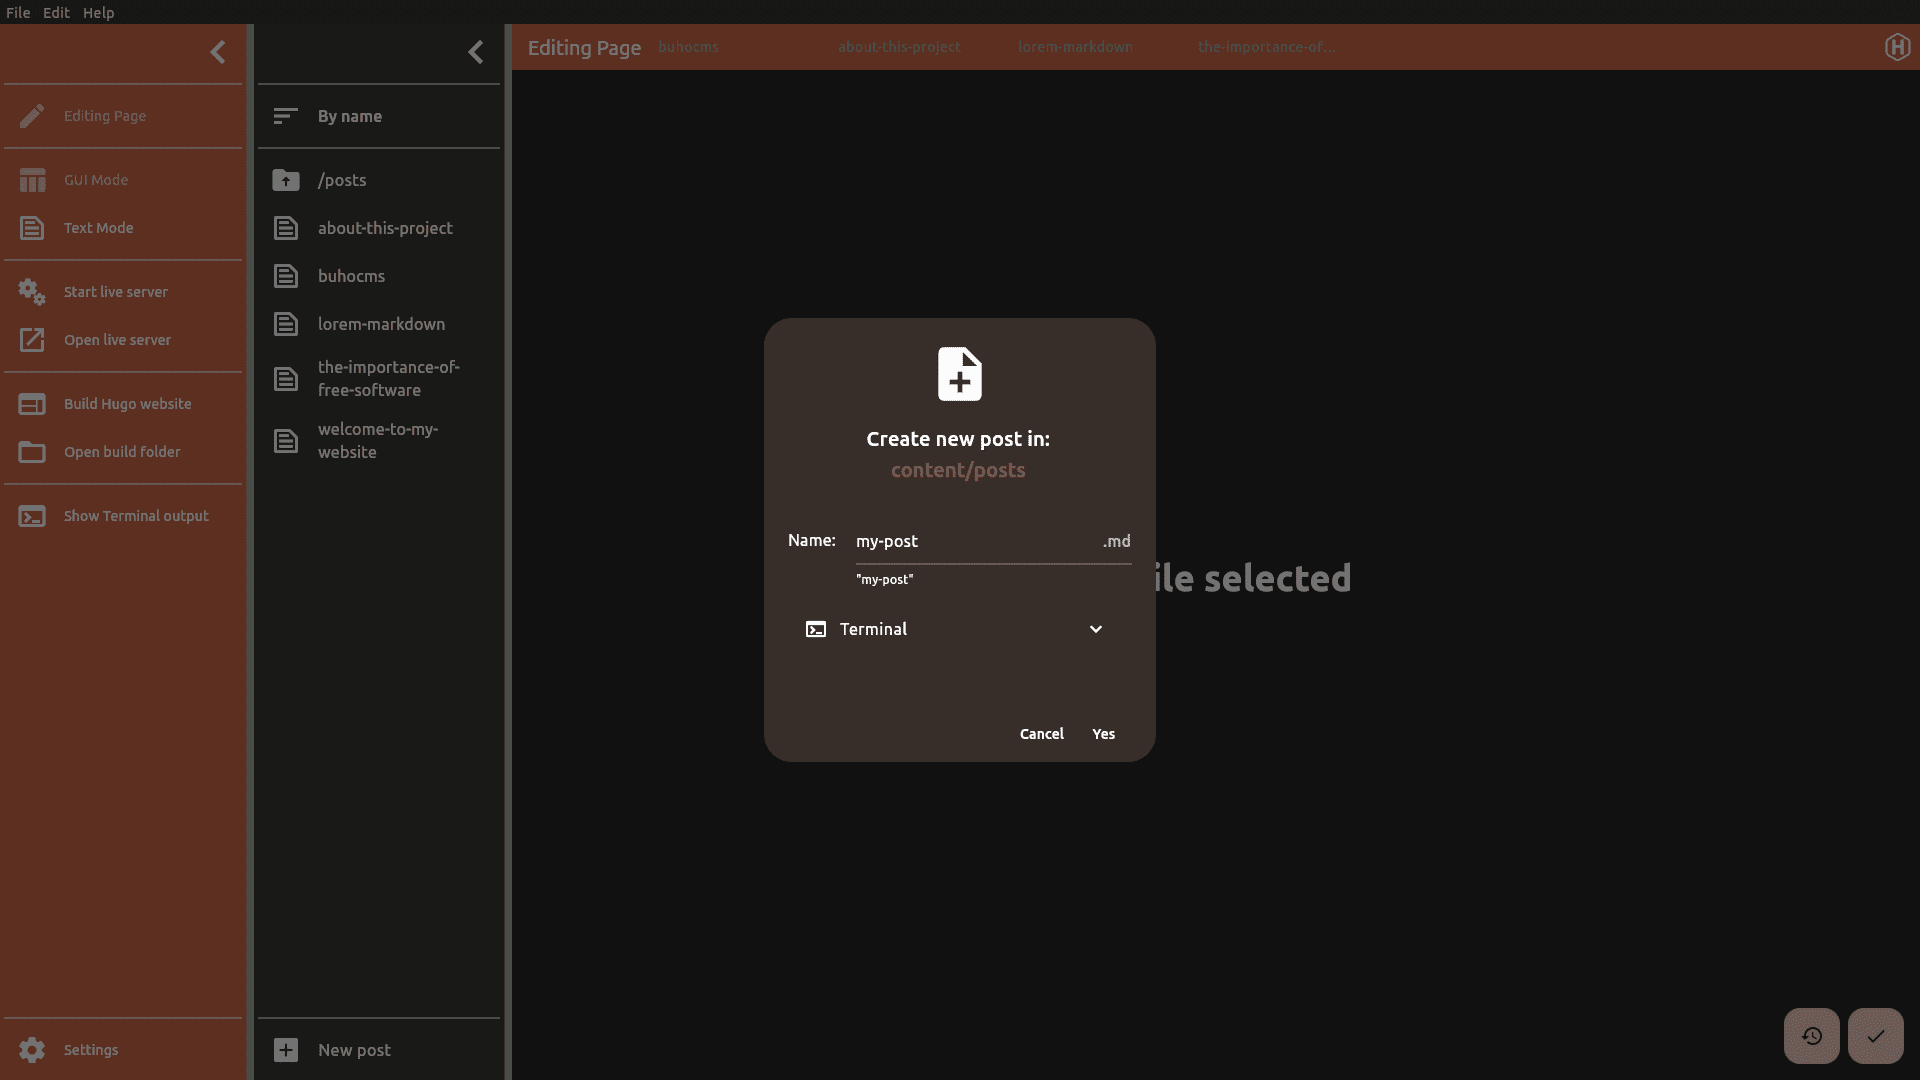 File Edit Help
Editing Page
GUI Mode
Text Mode
Start live server
Open live server
Build Hugo website
Open build folder
Show Terminal output
Settings
By name
/posts
about-this-project
buhocms
lorem-markdown
the-importance-of-
free-software
welcome-to-my-
website
New post
Editing Page buhocms about-this-project lorem-markdown the-importance-of...
H
Create new post in:
content/posts
Name: my-post .md
"my-post"
Terminal
Cancel Yes
ile selected